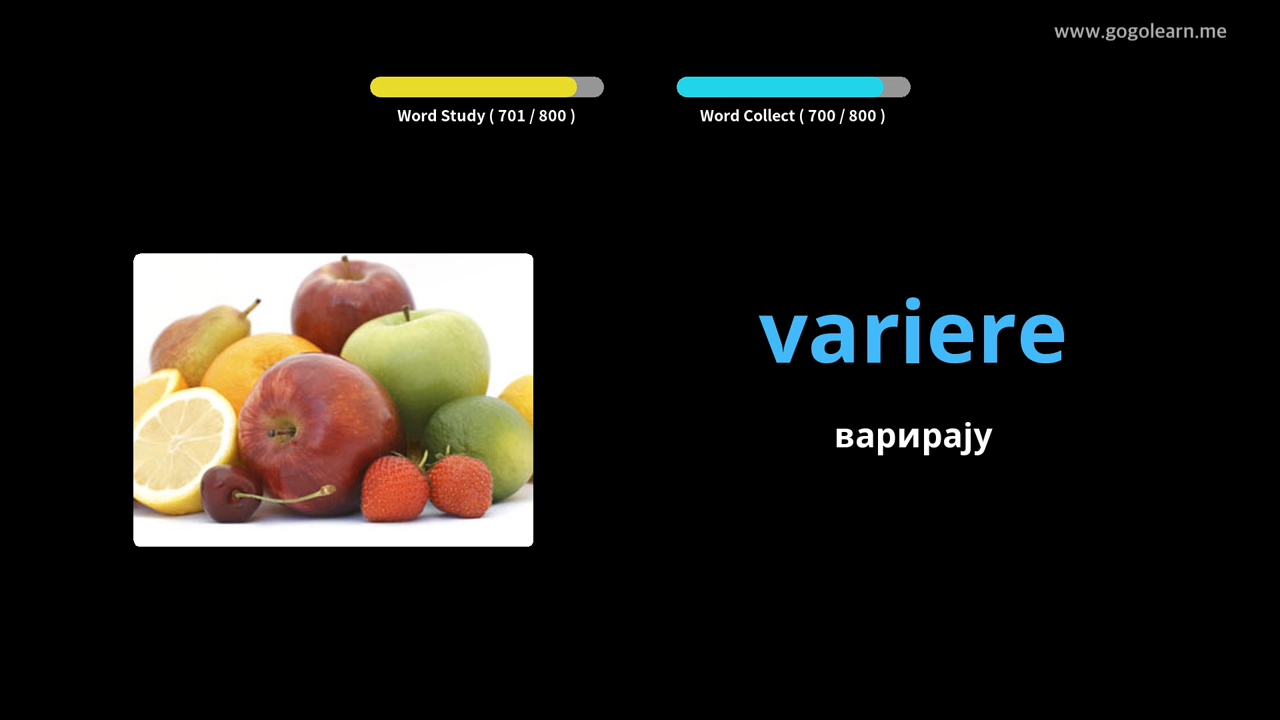 www.gogolearn.me
Word Study ( 701 / 800 )
Word Collect ( 700 / 800 )
variere
варирају